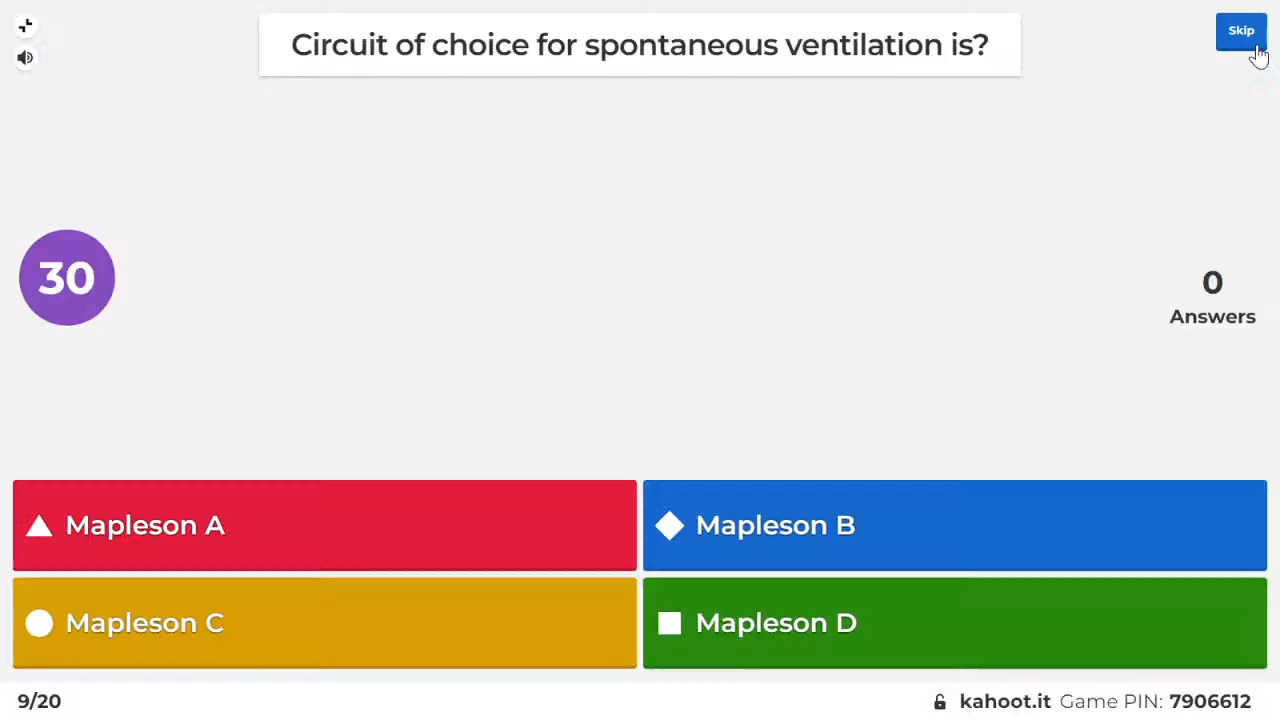 Circuit of choice for spontaneous ventilation is?
Skip
30
0
Answers
Mapleson A
Mapleson B
Mapleson C
Mapleson D
9/20
kahoot.it Game PIN: 7906612